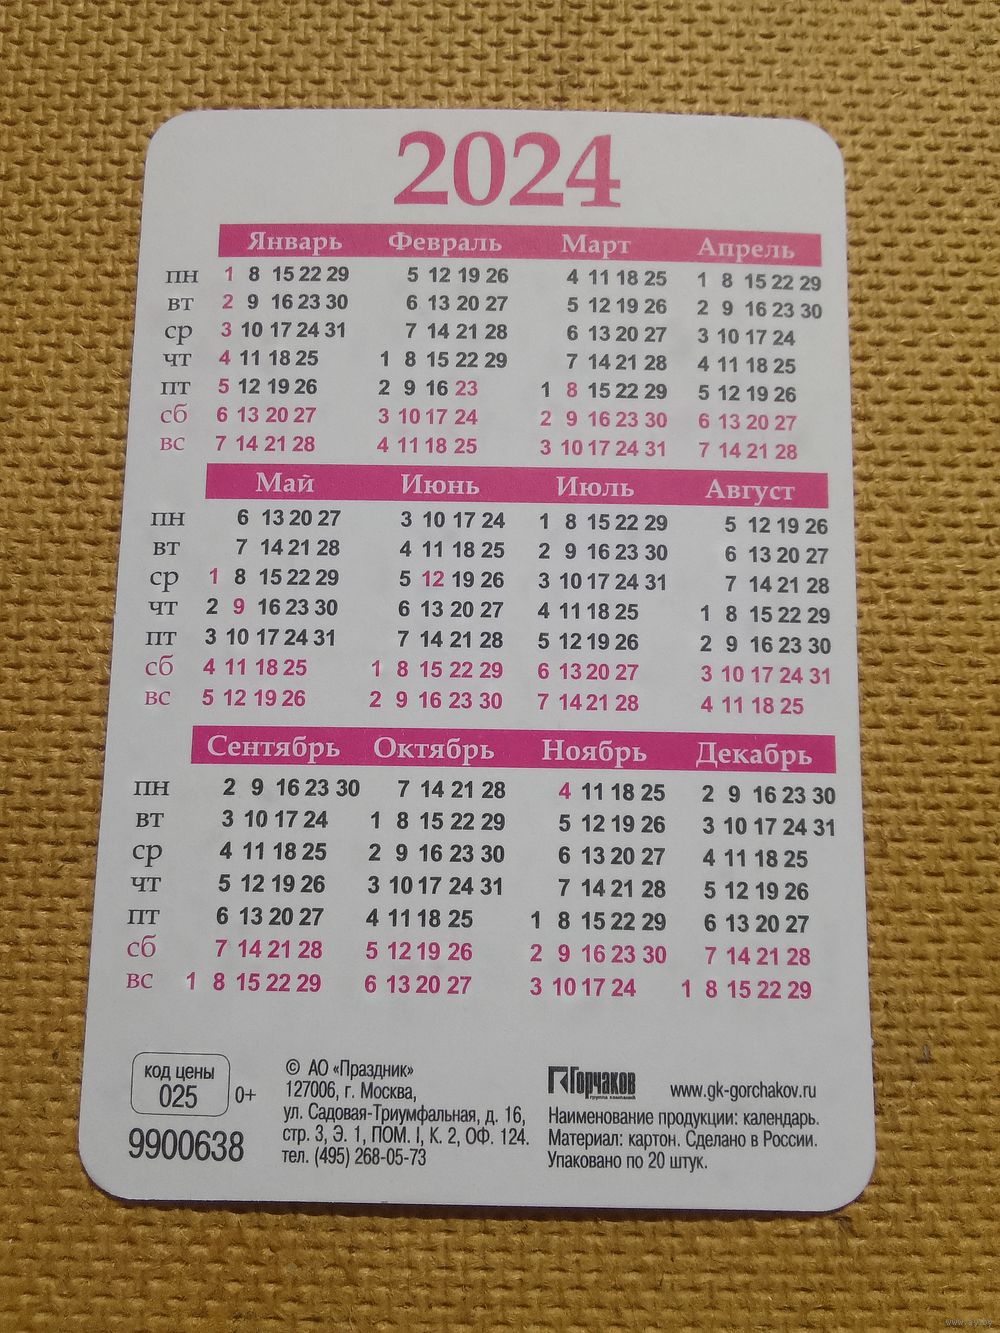 2024
Январь Февраль Март Апрель
пн 1 8 15 22 29 5 12 19 26 4 11 18 25 1 8 15 22 29
вт 2 9 16 23 30 6 13 20 27 5 12 19 26 2 9 16 23 30
ср 3 10 17 24 31 7 14 21 28 6 13 20 27 3 10 17 24
чт 4 11 18 25 1 8 15 22 29 7 14 21 28 4 11 18 25
пт 5 12 19 26 2 9 16 23 1 8 15 22 29 5 12 19 26
сб 6 13 20 27 3 10 17 24 2 9 16 23 30 6 13 20 27
вс 7 14 21 28 4 11 18 25 3 10 17 24 31 7 14 21 28
Май Июнь Июль Август
пн 6 13 20 27 3 10 17 24 1 8 15 22 29 5 12 19 26
вт 7 14 21 28 4 11 18 25 2 9 16 23 30 6 13 20 27
ср 1 8 15 22 29 5 12 19 26 3 10 17 24 31 7 14 21 28
чт 2 9 16 23 30 6 13 20 27 4 11 18 25 1 8 15 22 29
пт 3 10 17 24 31 7 14 21 28 5 12 19 26 2 9 16 23 30
сб 4 11 18 25 1 8 15 22 29 6 13 20 27 3 10 17 24 31
вс 5 12 19 26 2 9 16 23 30 7 14 21 28 4 11 18 25
Сентябрь Октябрь Ноябрь Декабрь
пн 2 9 16 23 30 7 14 21 28 4 11 18 25 2 9 16 23 30
вт 3 10 17 24 1 8 15 22 29 5 12 19 26 3 10 17 24 31
ср 4 11 18 25 2 9 16 23 30 6 13 20 27 4 11 18 25
чт 5 12 19 26 3 10 17 24 31 7 14 21 28 5 12 19 26
пт 6 13 20 27 4 11 18 25 1 8 15 22 29 6 13 20 27
сб 7 14 21 28 5 12 19 26 2 9 16 23 30 7 14 21 28
вс 1 8 15 22 29 6 13 20 27 3 10 17 24 1 8 15 22 29
код цены
025
0+
9900638
© АО «Праздник»
127006, г. Москва,
ул. Садовая-Триумфальная, д. 16,
стр. 3, Э. 1, ПОМ. I, К. 2, ОФ. 124.
тел. (495) 268-05-73
Горчаков
группа компаний
www.gk-gorchakov.ru
Наименование продукции: календарь.
Материал: картон. Сделано в России.
Упаковано по 20 штук.
www.ay.by